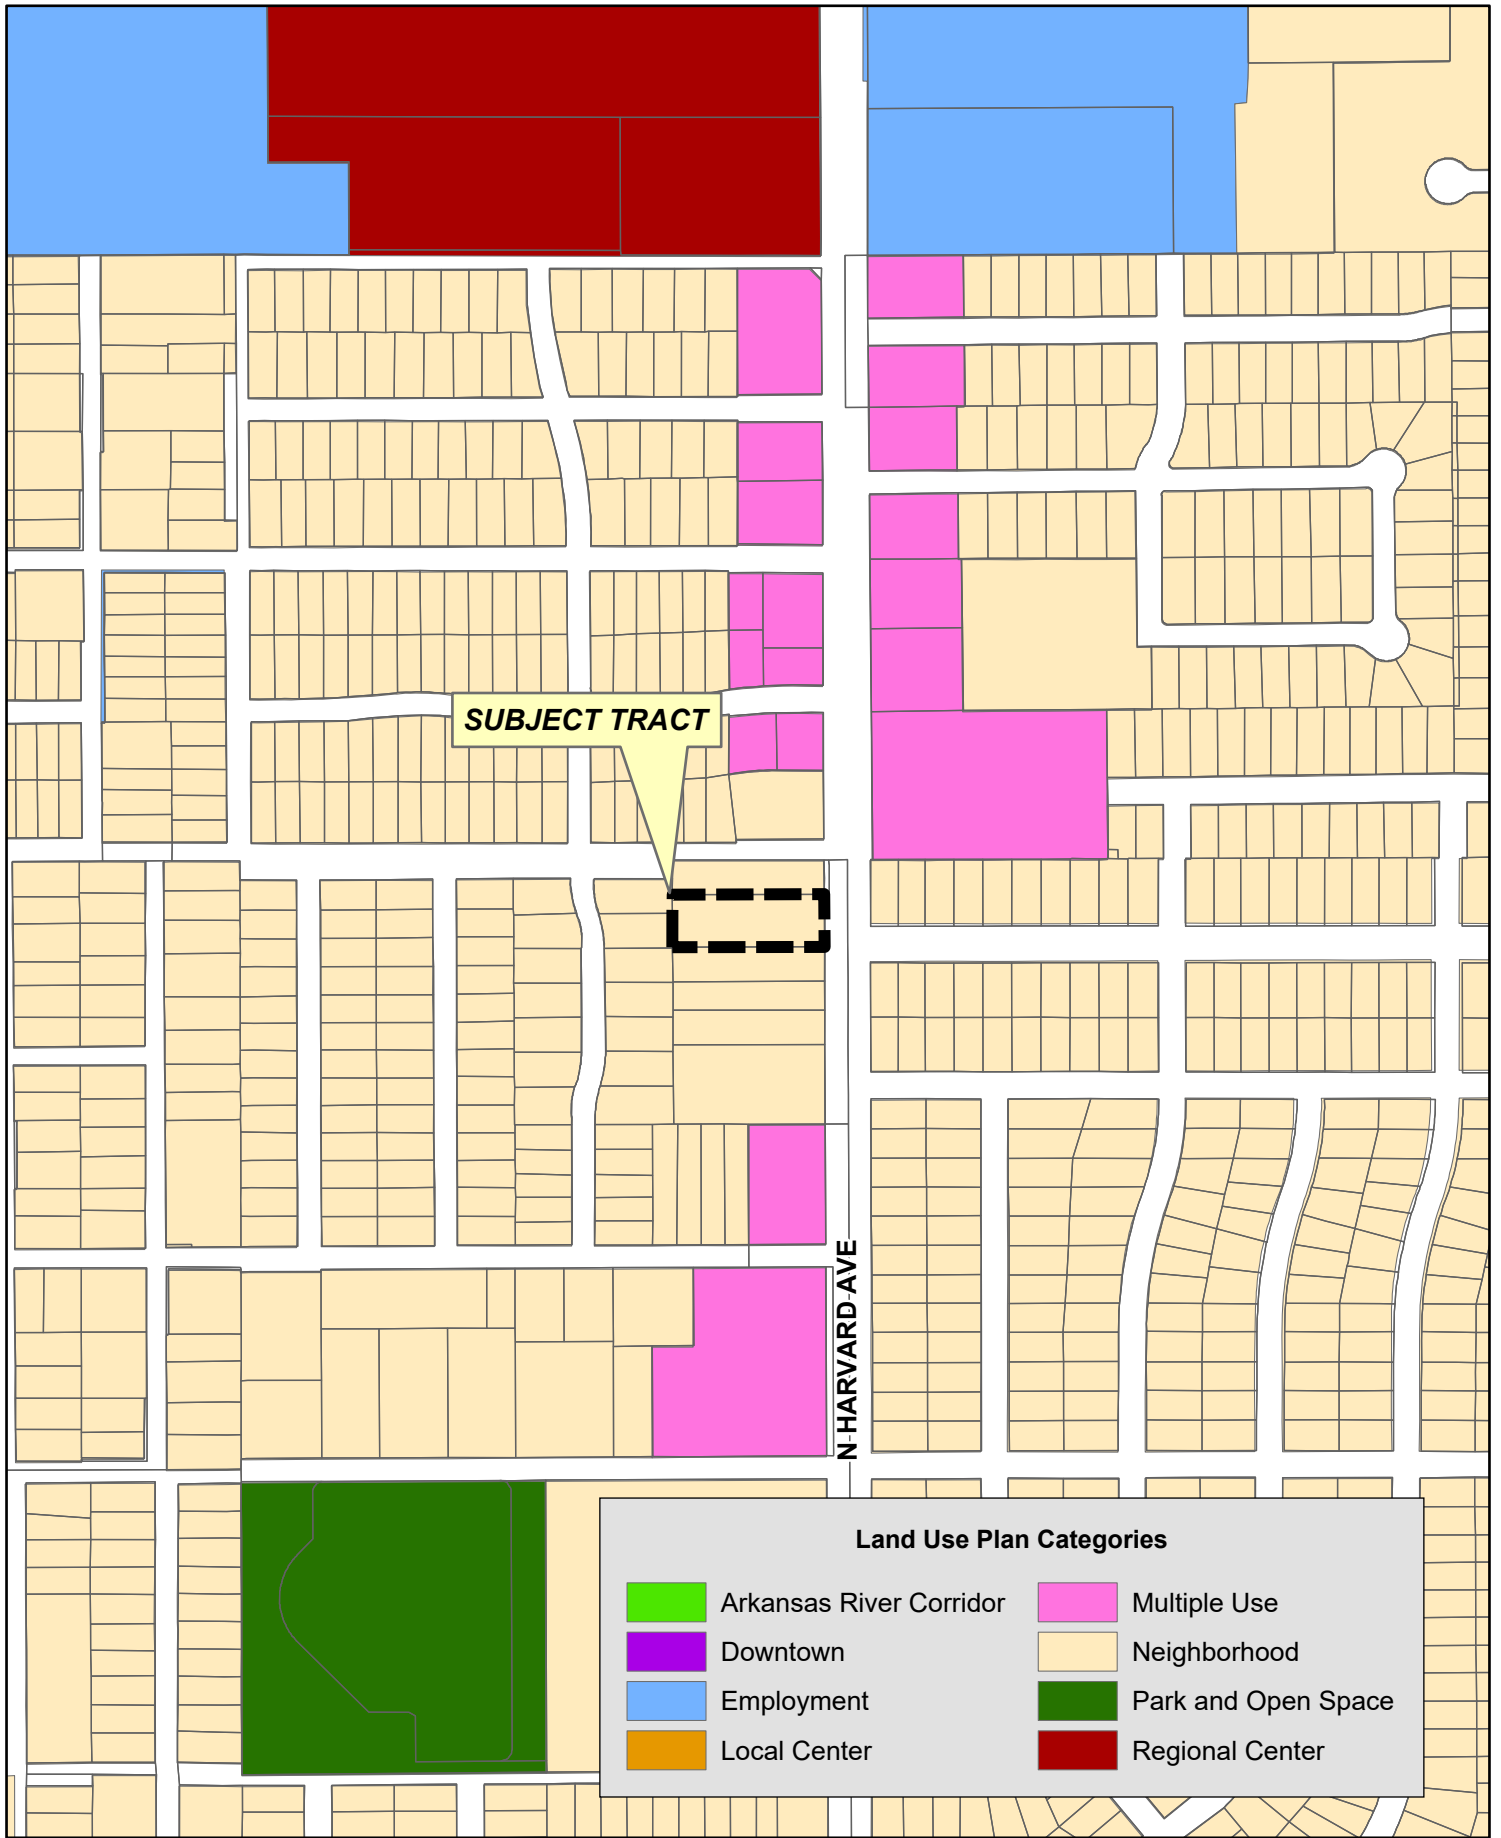 SUBJECT TRACT
N HARVARD AVE
Land Use Plan Categories
Arkansas River Corridor
Downtown
Employment
Local Center
Multiple Use
Neighborhood
Park and Open Space
Regional Center